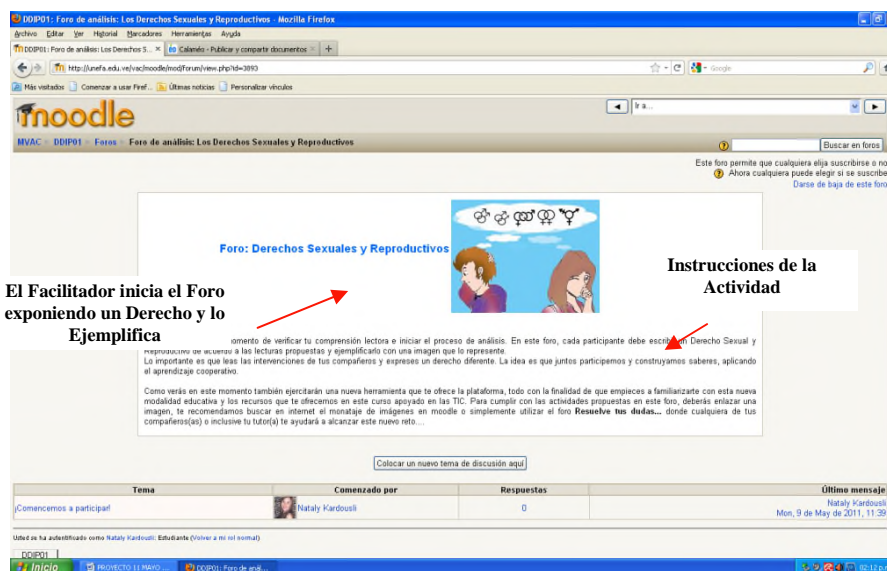 DDIP01: Foro de análisis: Los Derechos Sexuales y Reproductivos - Mozilla Firefox
Archivo Editar Ver Historial Marcadores Herramientas Ayuda
DDIP01: Foro de análisis: Los Derechos S... × Calaméo - Publicar y compartir documentos × +
http://unefa.edu.ve/vac/moodle/mod/forum/view.php?id=3893
Google
Más visitados Comenzar a usar Firef... Últimas noticias Personalizar vínculos
moodle
Ir a...
MVAC » DDIP01 » Foros » Foro de análisis: Los Derechos Sexuales y Reproductivos
Buscar en foros
Este foro permite que cualquiera elija suscribirse o no
Ahora cualquiera puede elegir si se suscribe
Darse de baja de este foro
Foro: Derechos Sexuales y Reproductivos
Instrucciones de la
Actividad
El Facilitador inicia el Foro
exponiendo un Derecho y lo
Ejemplifica
omento de verificar tu comprensión lectora e iniciar el proceso de análisis. En este foro, cada participante debe escribir un Derecho Sexual y
Reproductivo de acuerdo a las lecturas propuestas y ejemplificarlo con una imagen que lo represente.
Lo importante es que leas las intervenciones de tus compañeros y expreses un derecho diferente. La idea es que juntos participemos y construyamos saberes, aplicando
el aprendizaje cooperativo.
Como verás en este momento también ejercitarán una nueva herramienta que te ofrece la plataforma, todo con la finalidad de que empieces a familiarizarte con esta nueva
modalidad educativa y los recursos que te ofrecemos en este curso apoyado en las TIC. Para cumplir con las actividades propuestas en este foro, deberás enlazar una
imagen, te recomendamos buscar en internet el monataje de imágenes en moodle o simplemente utilizar el foro Resuelve tus dudas... donde cualquiera de tus
compañeros(as) o inclusive tu tutor(a) te ayudará a alcanzar este nuevo reto....
Colocar un nuevo tema de discusión aquí
Tema Comenzado por Respuestas Último mensaje
¡Comencemos a participar! Nataly Kardousli 0 Nataly Kardousli
Mon, 9 de May de 2011, 11:39
Usted se ha autentificado como Nataly Kardousli: Estudiante (Volver a mi rol normal)
DDIP01
Inicio PROYECTO 11 MAYO ... DDIP01: Foro de anál... 02:12 p.m.